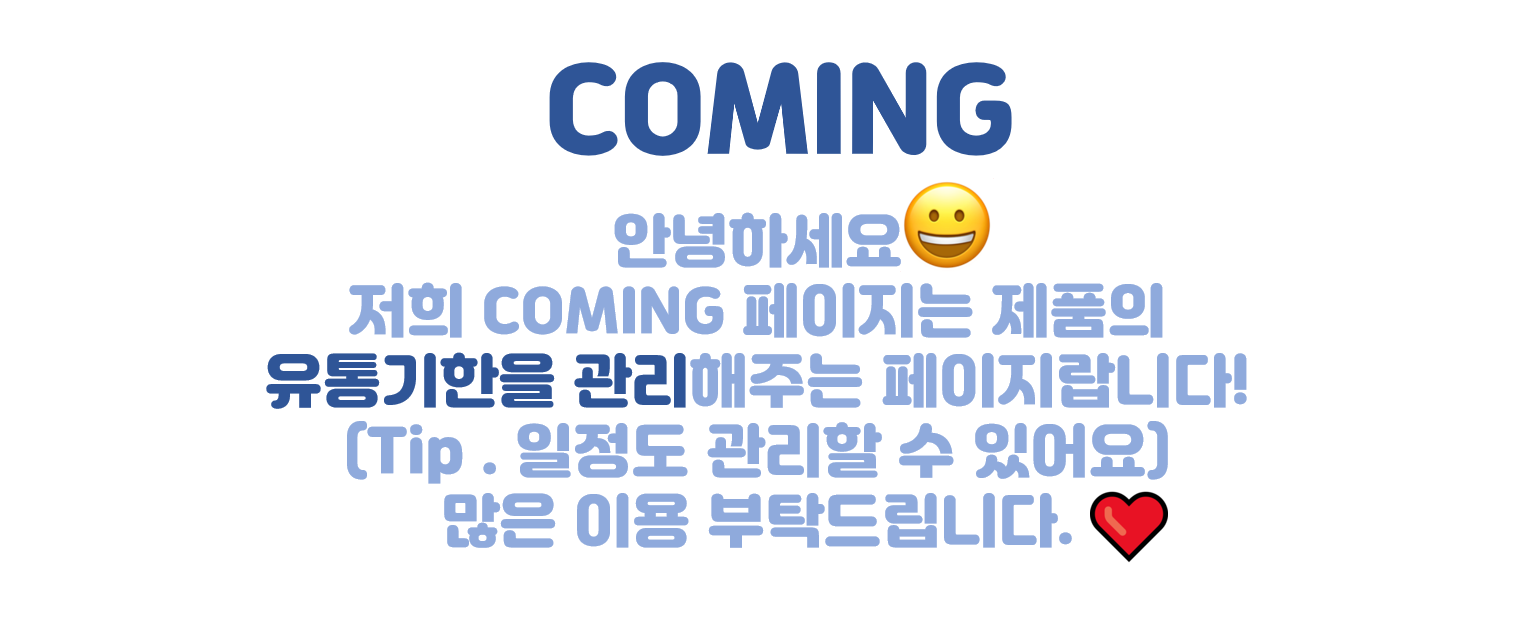 COMING
안녕하세요😀
저희 COMING 페이지는 제품의
유통기한을 관리해주는 페이지랍니다!
(Tip . 일정도 관리할 수 있어요)
많은 이용 부탁드립니다. ❤️